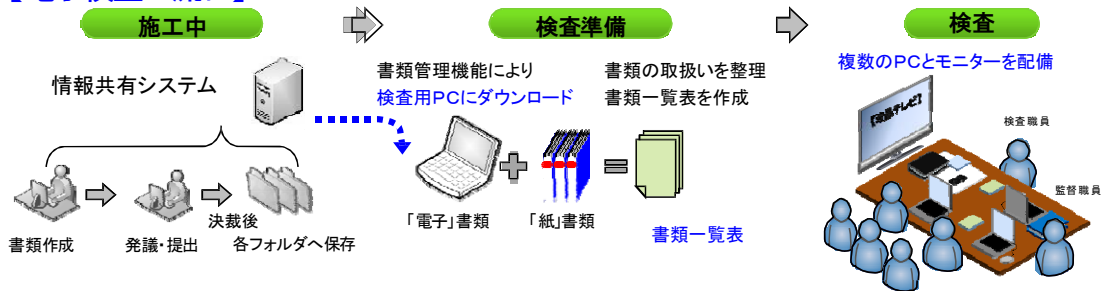 施工中
検査準備
検査
情報共有システム
書類管理機能により
検査用PCにダウンロード
書類の取扱いを整理
書類一覧表を作成
複数のPCとモニターを配備
【液晶テレビ】
検査職員
監督職員
書類作成
発議・提出
決裁後
各フォルダへ保存
「電子」書類
「紙」書類
書類一覧表